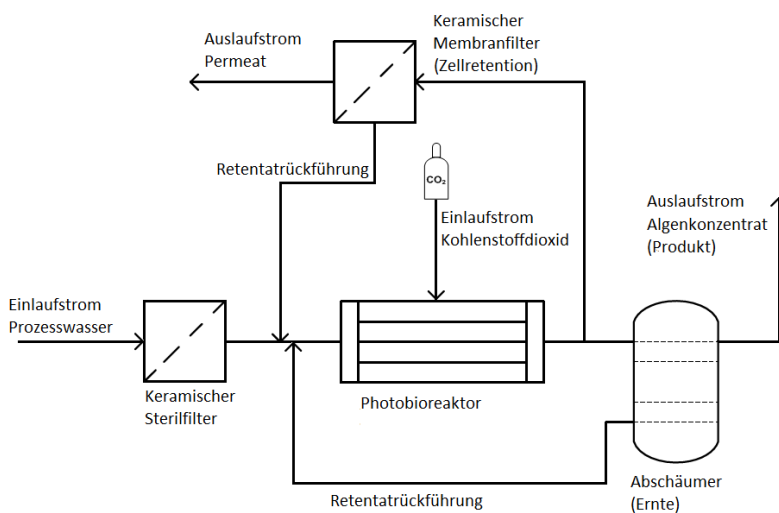 Keramischer
Membranfilter
(Zellretention)
Auslaufstrom
Permeat
Retentatrückführung
CO₂
Einlaufstrom
Kohlenstoffdioxid
Auslaufstrom
Algenkonzentrat
(Produkt)
Einlaufstrom
Prozesswasser
Keramischer
Sterilfilter
Photobioreaktor
Abschäumer
(Ernte)
Retentatrückführung